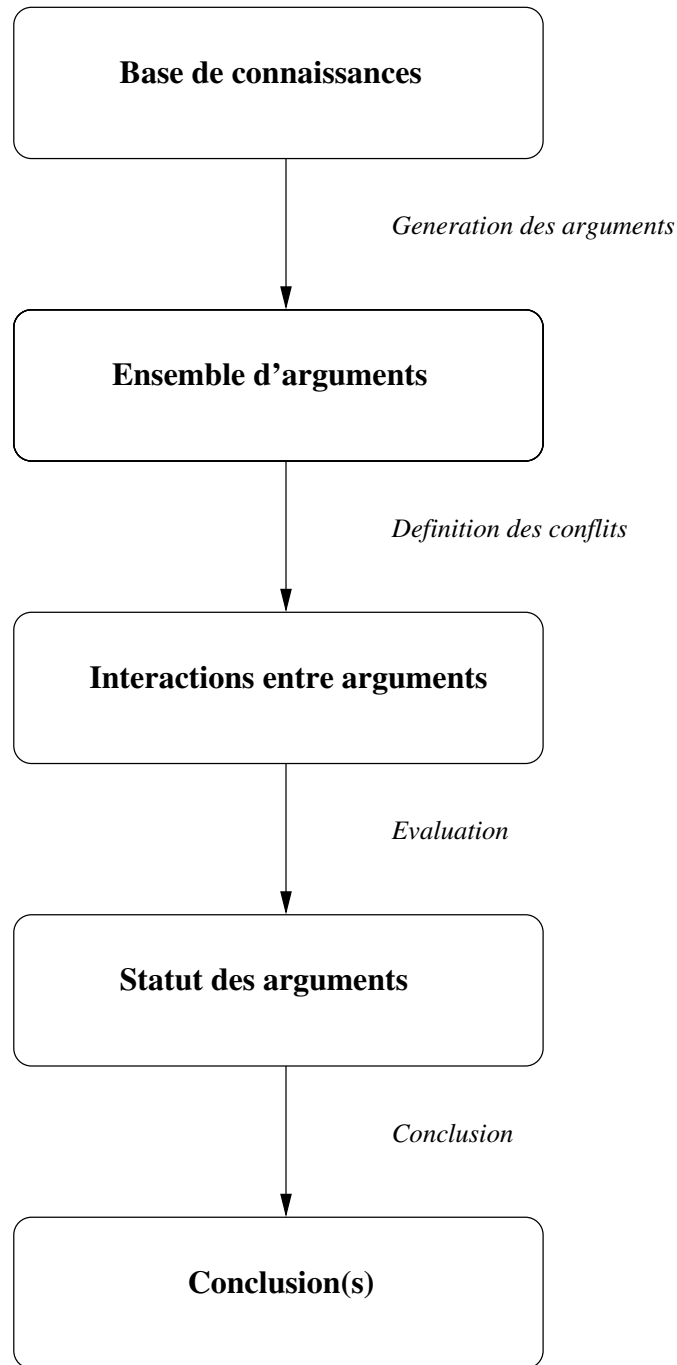 Base de connaissances
Generation des arguments
Ensemble d’arguments
Definition des conflits
Interactions entre arguments
Evaluation
Statut des arguments
Conclusion
Conclusion(s)